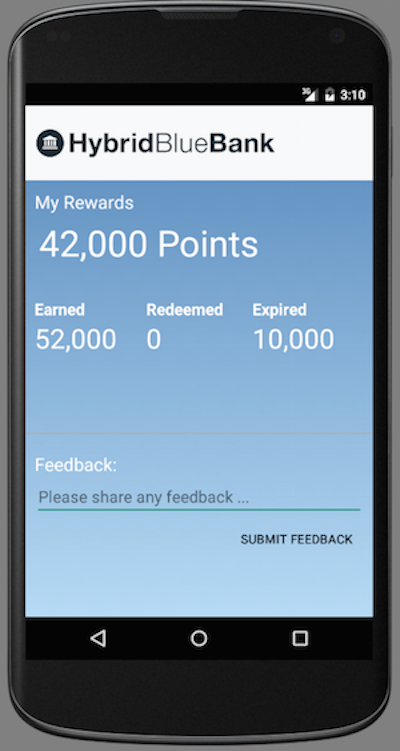 3G 3:10
HybridBlueBank
My Rewards
42,000 Points
Earned Redeemed Expired
52,000 0 10,000
Feedback:
Please share any feedback ...
SUBMIT FEEDBACK